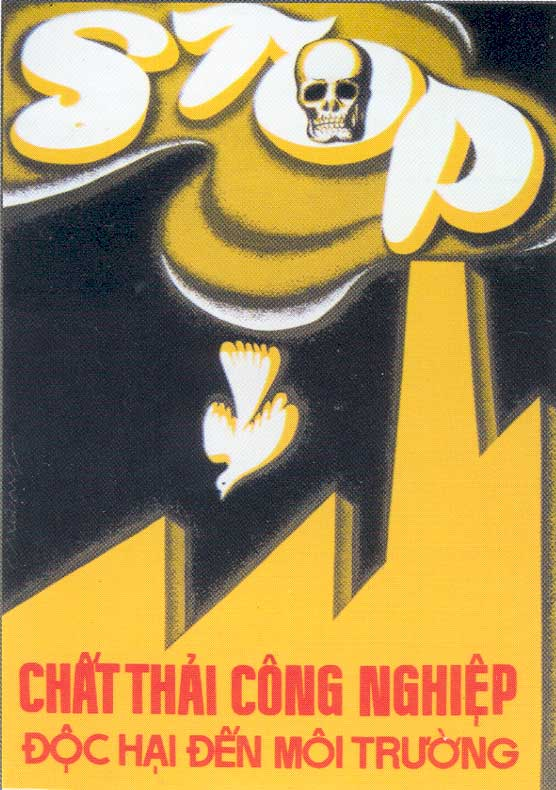 STOP
CHẤT THẢI CÔNG NGHIỆP
ĐỘC HẠI ĐẾN MÔI TRƯỜNG